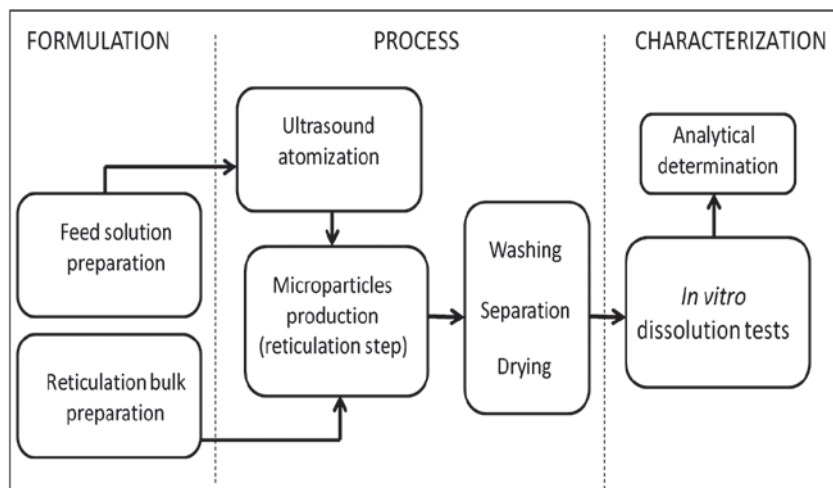 FORMULATION
PROCESS
CHARACTERIZATION
Feed solution
preparation
Reticulation bulk
preparation
Ultrasound
atomization
Microparticles
production
(reticulation step)
Washing
Separation
Drying
Analytical
determination
In vitro
dissolution tests